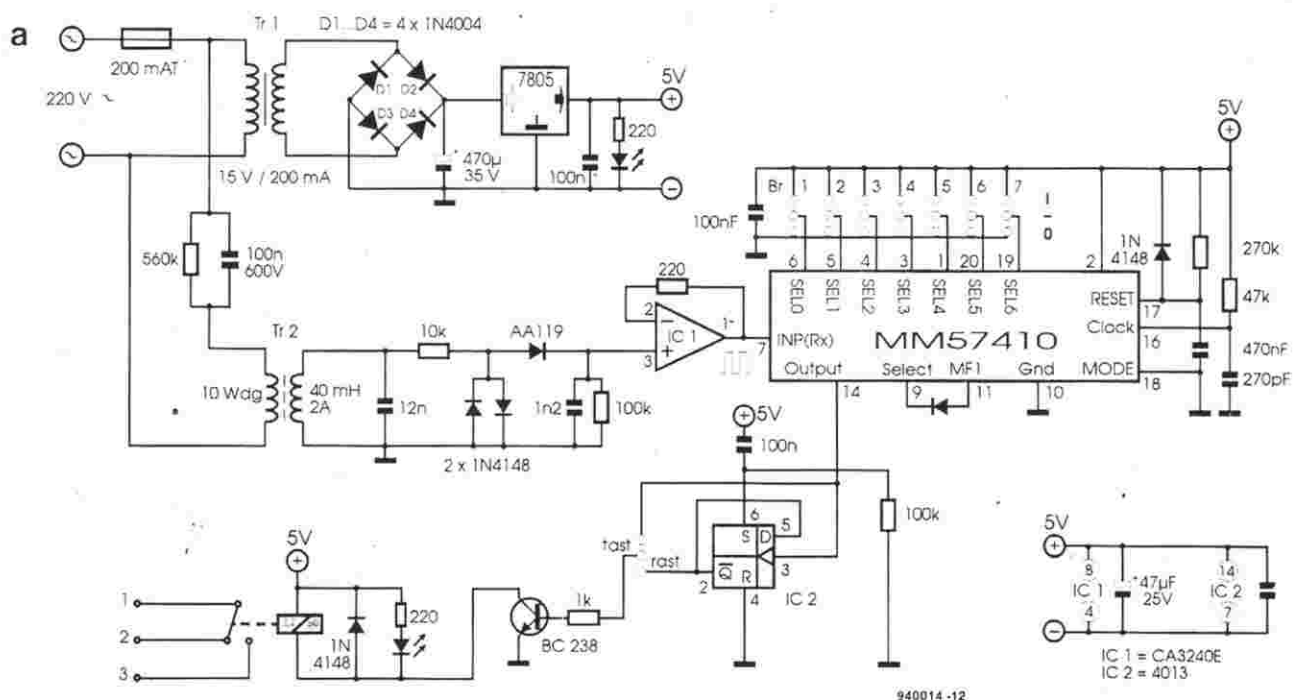 a
200 mAT
220 V ~
Tr 1
D1...D4 = 4 x 1N4004
D1
D2
D3
D4
15 V / 200 mA
470µ
35 V
7805
100n
220
5V
560k
100n
600V
Tr 2
10 Wdg
40 mH
2A
12n
10k
2 x 1N4148
AA119
1n2
100k
220
2
3
IC 1
1
100nF
Br
1
2
3
4
5
6
7
1
0
6
5
4
3
1
20
19
2
SEL0
SEL1
SEL2
SEL3
SEL4
SEL5
SEL6
7
INP(Rx)
MM57410
RESET
17
Clock
16
MODE
18
Output
14
Select
9
MF1
11
Gnd
10
1N
4148
5V
270k
47k
470nF
270pF
5V
100n
6
5
S
D
Q
R
2
3
4
IC 2
100k
tast
rast
1k
BC 238
5V
1
2
3
1N
4148
220
8
IC 1
4
47µF
25V
14
IC 2
7
IC 1 = CA3240E
IC 2 = 4013
940014 -12